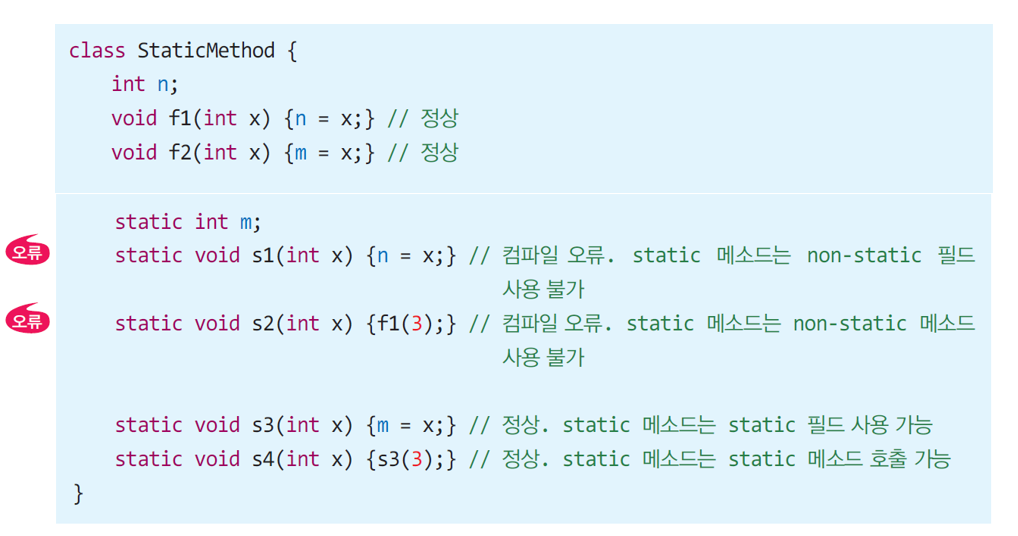 class StaticMethod {
int n;
void f1(int x) {n = x;} // 정상
void f2(int x) {m = x;} // 정상
static int m;
오류 static void s1(int x) {n = x;} // 컴파일 오류. static 메소드는 non-static 필드
사용 불가
오류 static void s2(int x) {f1(3);} // 컴파일 오류. static 메소드는 non-static 메소드
사용 불가
static void s3(int x) {m = x;} // 정상. static 메소드는 static 필드 사용 가능
static void s4(int x) {s3(3);} // 정상. static 메소드는 static 메소드 호출 가능
}